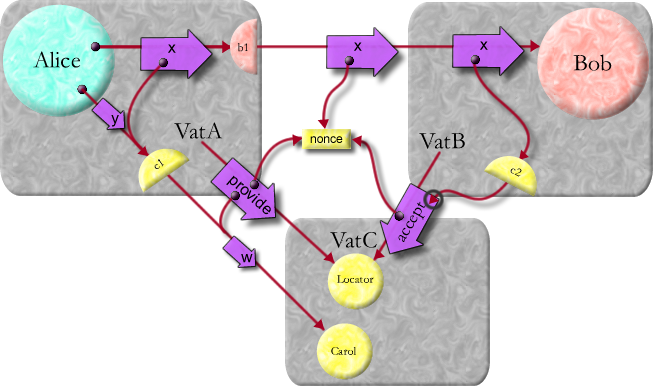 Alice
x
b1
x
x
Bob
y
VatA
nonce
VatB
c1
c2
provide
accept
VatC
w
Locator
Carol